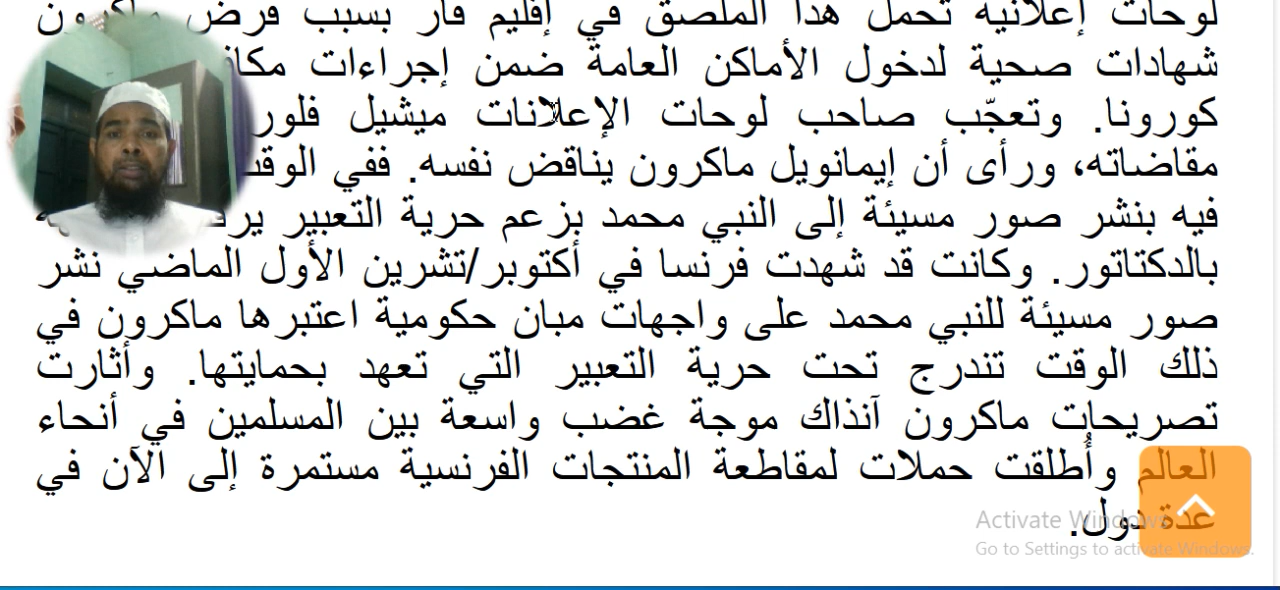 لوحات إعلانية تحمل هذا الملصق في إقليم فار بسبب فرض ماكرون
شهادات صحية لدخول الأماكن العامة ضمن إجراءات
كورونا. وتعجّب صاحب لوحات الإعلانات ميشيل فلور
مقاضاته، ورأى أن إيمانويل ماكرون يناقض نفسه. ففي
فيه بنشر صور مسيئة إلى النبي محمد بزعم حرية التعبير
بالدكتاتور. وكانت قد شهدت فرنسا في أكتوبر/تشرين الأول الماضي نشر
صور مسيئة للنبي محمد على واجهات مبان حكومية اعتبرها ماكرون في
ذلك الوقت تندرج تحت حرية التعبير التي تعهد بحمايتها. وأثارت
تصريحات ماكرون آنذاك موجة غضب واسعة بين المسلمين في أنحاء
العالم وأُطلقت حملات لمقاطعة المنتجات الفرنسية مستمرة إلى الآن في
عدة دول.
Activate Windows
Go to Settings to activate Windows.